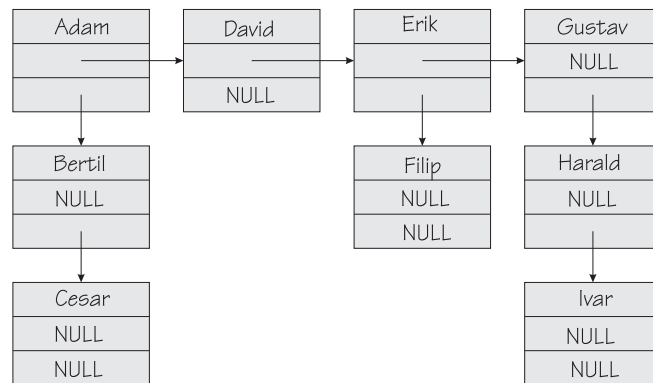 Adam
David
NULL
Erik
Gustav
NULL
Bertil
NULL
Filip
NULL
NULL
Harald
NULL
Cesar
NULL
NULL
Ivar
NULL
NULL